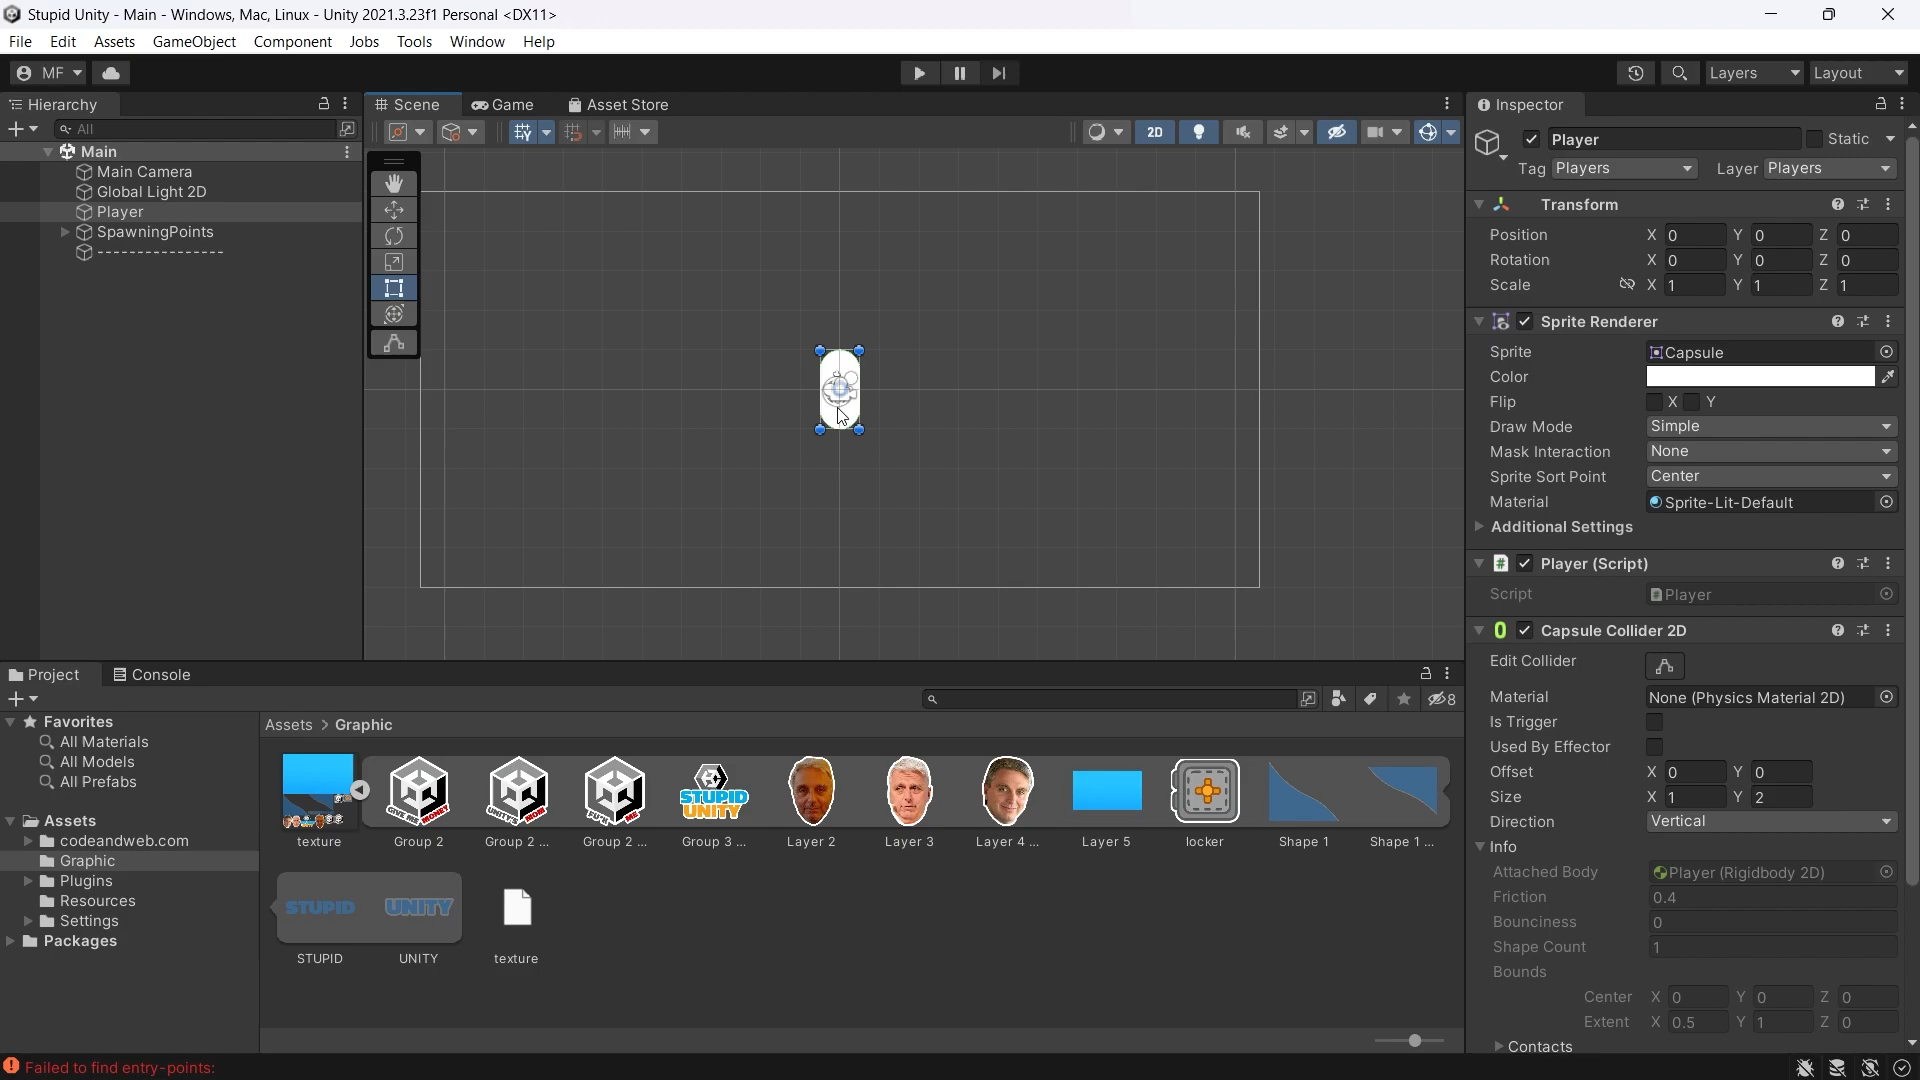 Stupid Unity - Main - Windows, Mac, Linux - Unity 2021.3.23f1 Personal <DX11>
File Edit Assets GameObject Component Jobs Tools Window Help
MF Layers Layout
Hierarchy
All
Main
Main Camera
Global Light 2D
Player
SpawningPoints
----------------
Scene Game Asset Store
2D
Inspector
Player Static
Tag Players Layer Players
Transform
Position X 0 Y 0 Z 0
Rotation X 0 Y 0 Z 0
Scale X 1 Y 1 Z 1
Sprite Renderer
Sprite Capsule
Color
Flip X Y
Draw Mode Simple
Mask Interaction None
Sprite Sort Point Center
Material Sprite-Lit-Default
Additional Settings
Player (Script)
Script Player
Capsule Collider 2D
Edit Collider
Material None (Physics Material 2D)
Is Trigger
Used By Effector
Offset X 0 Y 0
Size X 1 Y 2
Direction Vertical
Info
Attached Body Player (Rigidbody 2D)
Friction 0.4
Bounciness 0
Shape Count 1
Bounds
Center X 0 Y 0 Z 0
Extent X 0.5 Y 1 Z 0
Contacts
Project Console
8
Favorites
All Materials
All Models
All Prefabs
Assets
codeandweb.com
Graphic
Plugins
Resources
Settings
Packages
Assets > Graphic
GIVE ME MONEY
STUPID UNITY
texture Group 2 Group 2 ... Group 2 ... Group 3 ... Layer 2 Layer 3 Layer 4 ... Layer 5 locker Shape 1 Shape 1 ...
STUPID UNITY
STUPID UNITY texture
Failed to find entry-points: